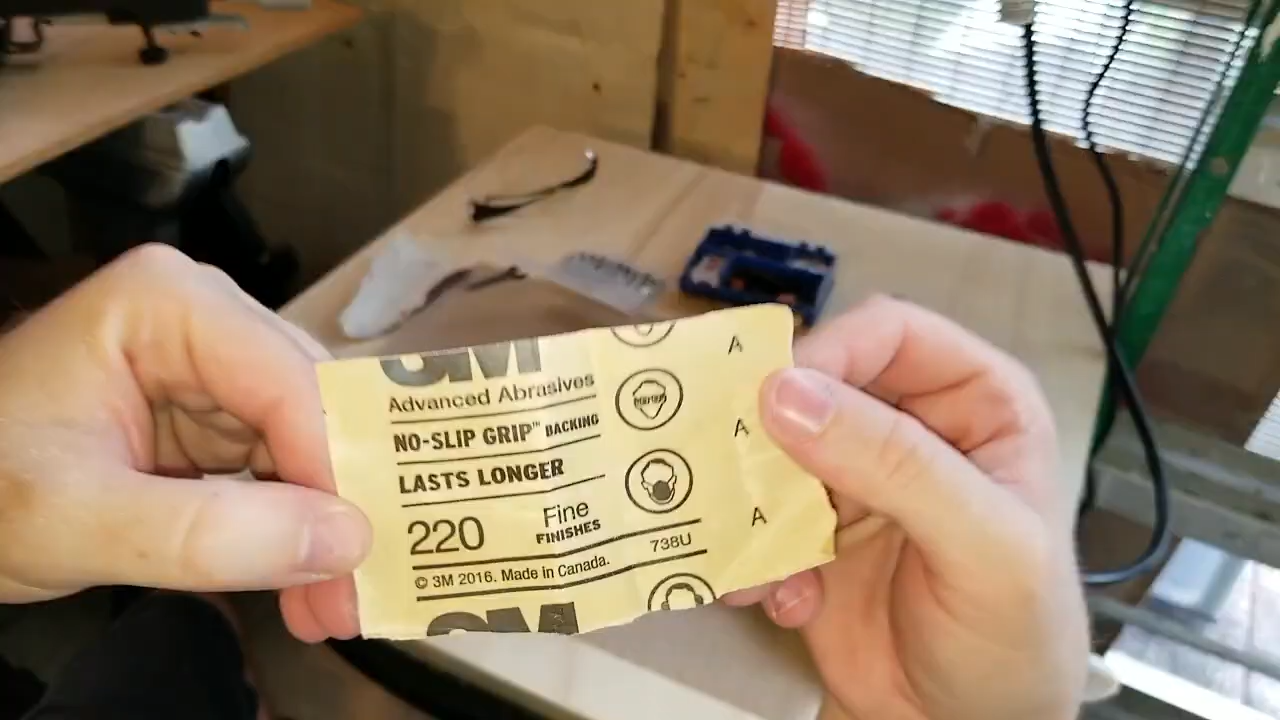 3M
Advanced Abrasives
NO-SLIP GRIP™ BACKING
LASTS LONGER
220 Fine FINISHES
738U
© 3M 2016. Made in Canada.
3M
A
A
A